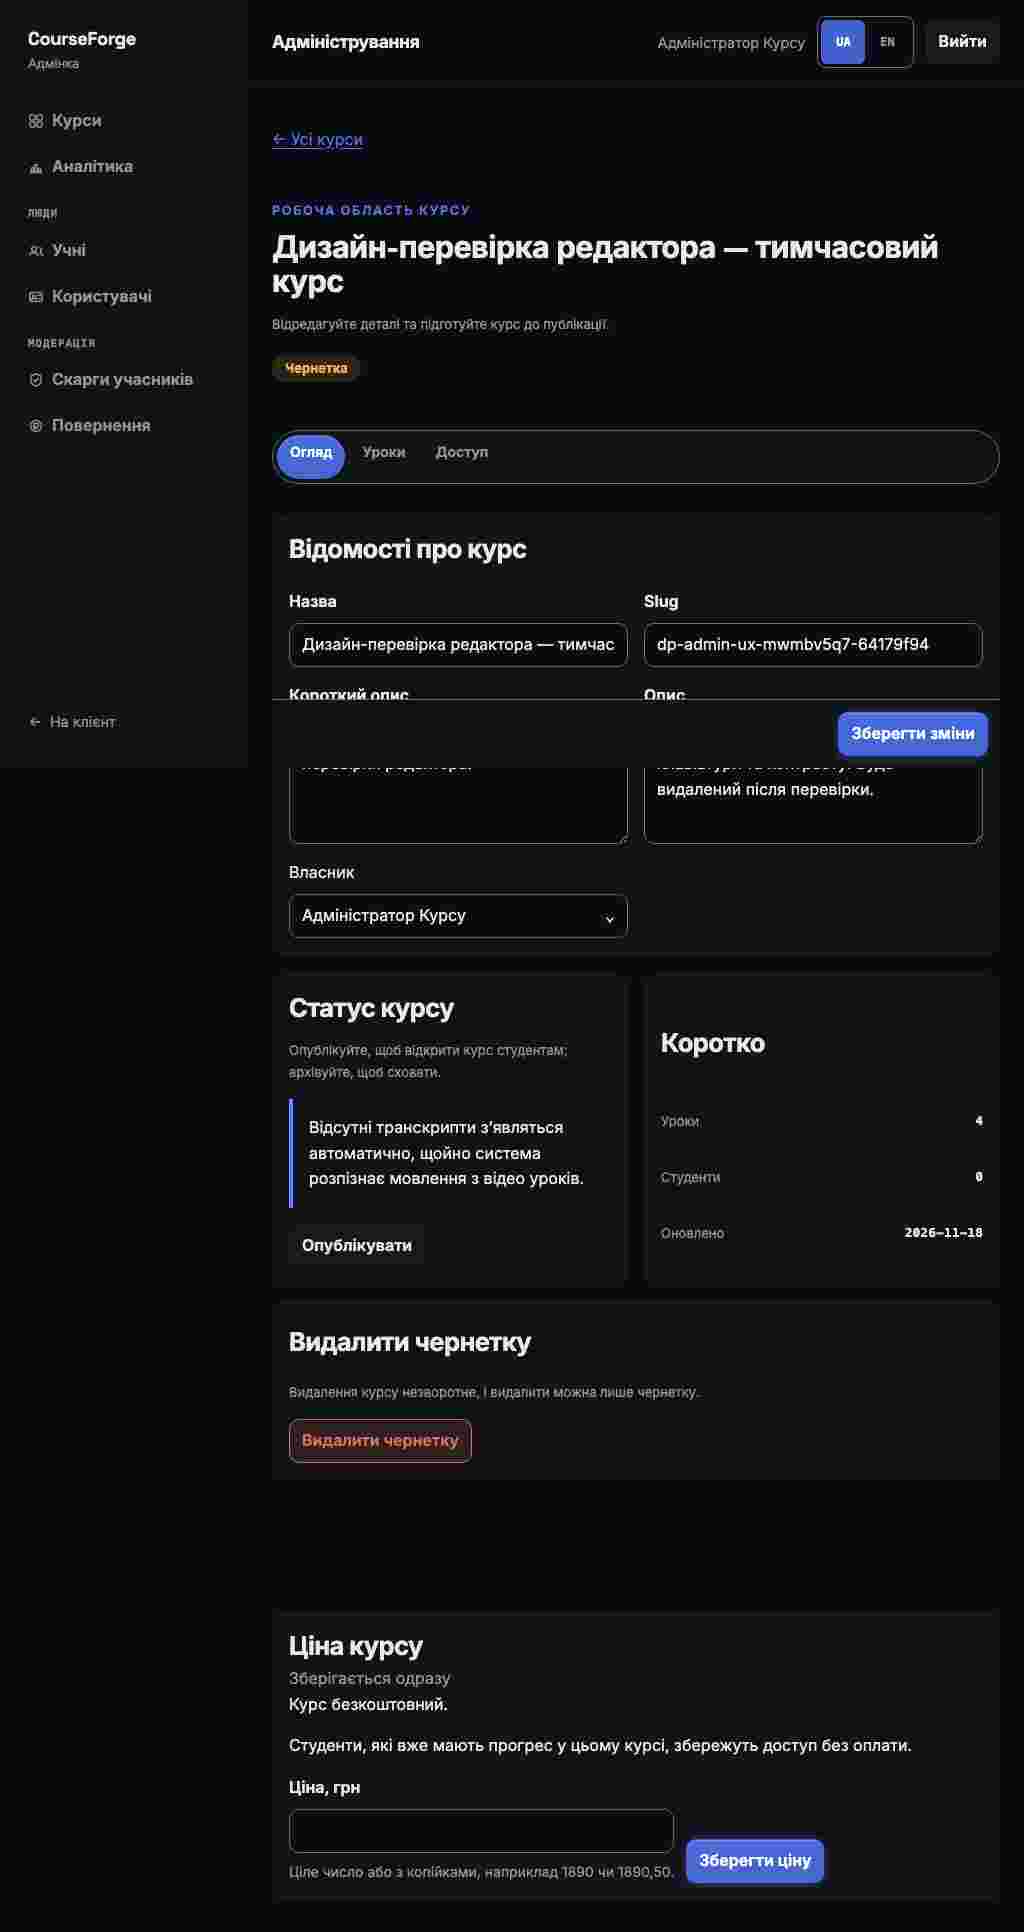 CourseForge
Адмінка
Курси
Аналітика
ЛЮДИ
Учні
Користувачі
МОДЕРАЦІЯ
Скарги учасників
Повернення
← На клієнт
Адміністрування
Адміністратор Курсу
UA
EN
Вийти
← Усі курси
РОБОЧА ОБЛАСТЬ КУРСУ
Дизайн-перевірка редактора — тимчасовий
курс
Відредагуйте деталі та підготуйте курс до публікації.
Чернетка
Огляд
Уроки
Доступ
Відомості про курс
Назва
Slug
Дизайн-перевірка редактора — тимчас
dp-admin-ux-mwmbv5q7-64179f94
Короткий опис
Опис
Зберегти зміни
видалений після перевірки.
Власник
Адміністратор Курсу
Статус курсу
Опублікуйте, щоб відкрити курс студентам;
архівуйте, щоб сховати.
Відсутні транскрипти з’являться
автоматично, щойно система
розпізнає мовлення з відео уроків.
Опублікувати
Коротко
Уроки
4
Студенти
0
Оновлено
2026-11-18
Видалити чернетку
Видалення курсу незворотне, і видалити можна лише чернетку.
Видалити чернетку
Ціна курсу
Зберігається одразу
Курс безкоштовний.
Студенти, які вже мають прогрес у цьому курсі, збережуть доступ без оплати.
Ціна, грн
Ціле число або з копійками, наприклад 1890 чи 1890,50.
Зберегти ціну